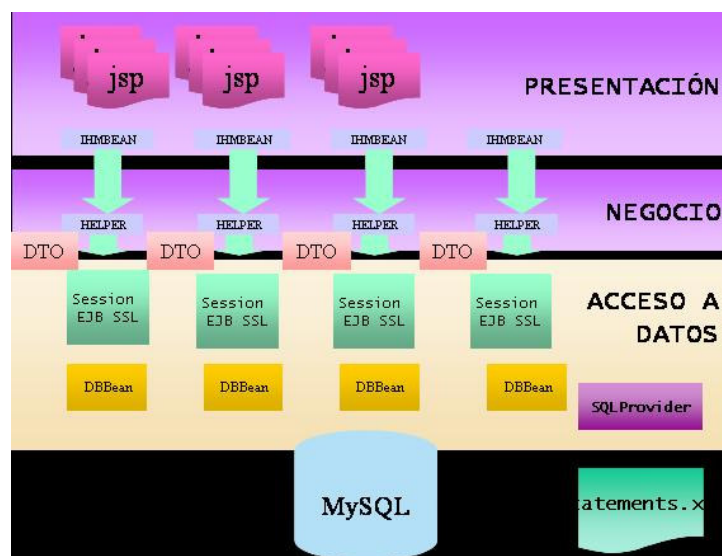 jsp
jsp
jsp
PRESENTACIÓN
IHMBEAN
IHMBEAN
IHMBEAN
IHMBEAN
NEGOCIO
HELPER
HELPER
HELPER
HELPER
DTO
DTO
DTO
DTO
Session
EJB SSL
Session
EJB SSL
Session
EJB SSL
Session
EJB SSL
ACCESO A
DATOS
DBBean
DBBean
DBBean
DBBean
SQLProvider
MySQL
atements.x